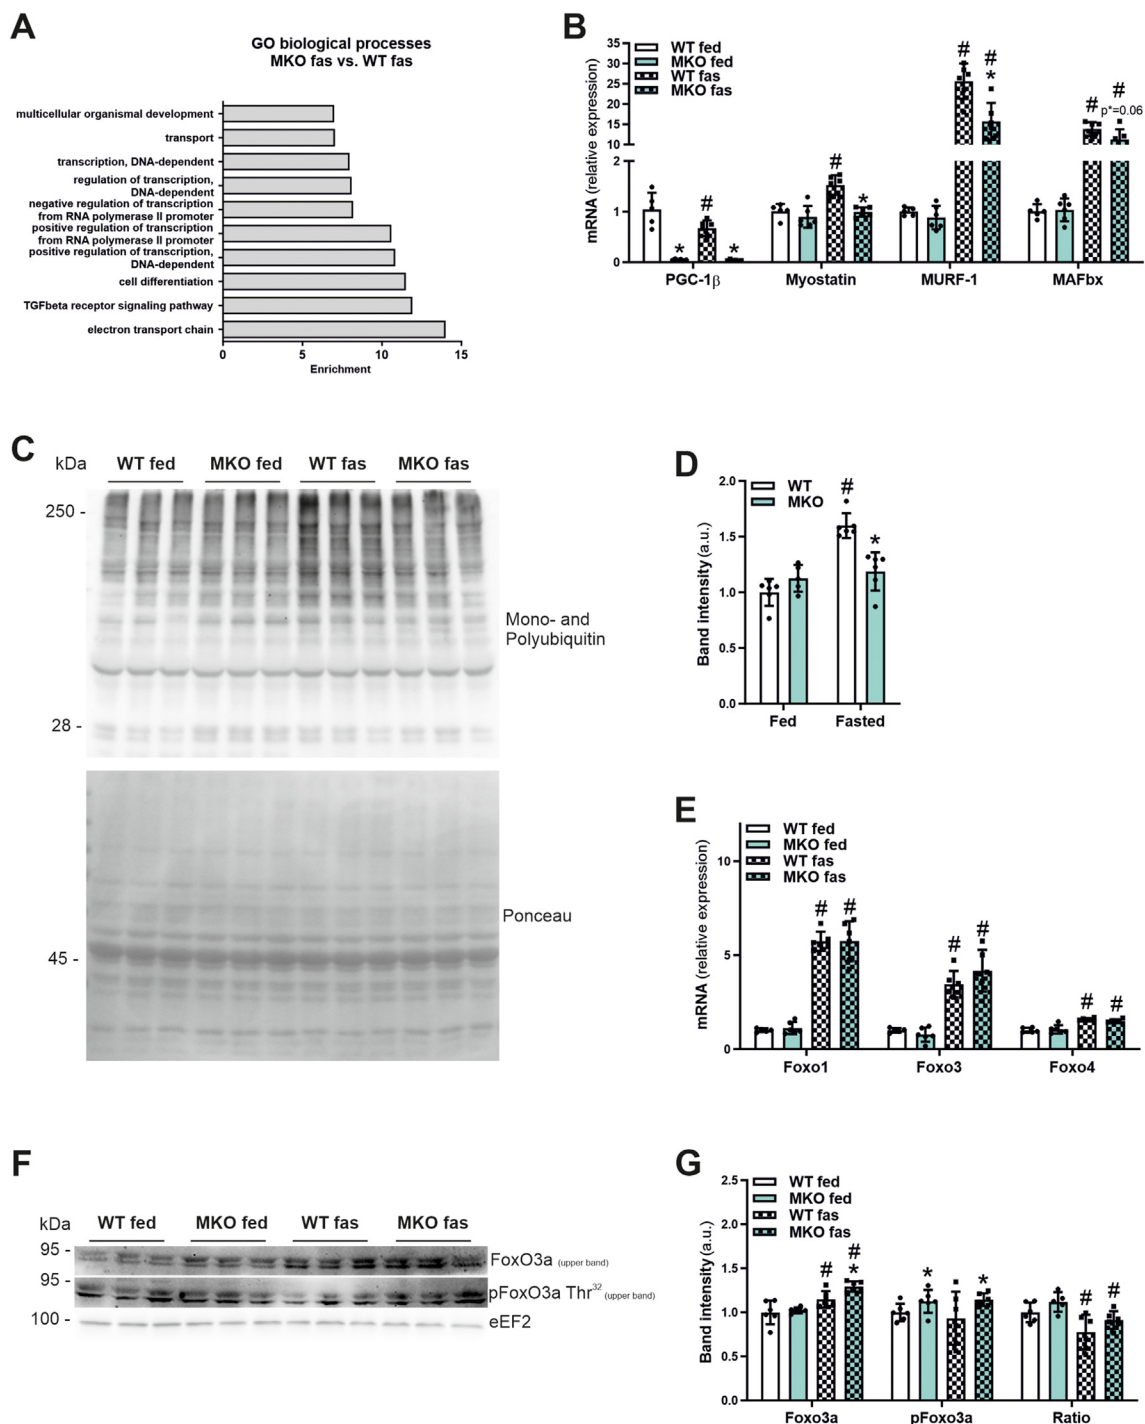 A
GO biological processes
MKO fas vs. WT fas
multicellular organismal development
transport
transcription, DNA-dependent
regulation of transcription,
DNA-dependent
negative regulation of transcription
from RNA polymerase II promoter
positive regulation of transcription
from RNA polymerase II promoter
positive regulation of transcription,
DNA-dependent
cell differentiation
TGFbeta receptor signaling pathway
electron transport chain
0 5 10 15
Enrichment
B
mRNA (relative expression)
35
30
25
20
15
10
2
1
0
WT fed
MKO fed
WT fas
MKO fas
* # *
# *
# # *
# # p*=0.06
PGC-1β Myostatin MURF-1 MAFbx
C
kDa WT fed MKO fed WT fas MKO fas
250 -
Mono- and
Polyubiquitin
28 -
Ponceau
45 -
D
Band intensity (a.u.)
2.0
1.5
1.0
0.5
0.0
WT
MKO
# *
Fed Fasted
E
mRNA (relative expression)
10
5
0
WT fed
MKO fed
WT fas
MKO fas
# #
# #
# #
Foxo1 Foxo3 Foxo4
F
kDa WT fed MKO fed WT fas MKO fas
95 - FoxO3a (upper band)
95 - pFoxO3a Thr³² (upper band)
100 - eEF2
G
Band intensity (a.u.)
2.5
2.0
1.5
1.0
0.5
0.0
WT fed
MKO fed
WT fas
MKO fas
# # *
* *
# #
Foxo3a pFoxo3a Ratio